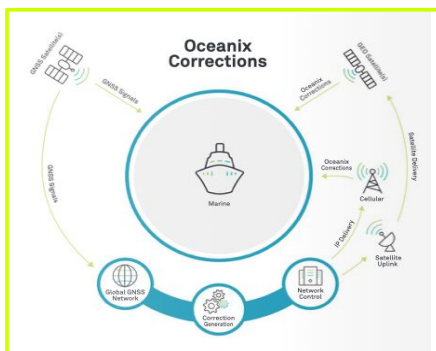 Oceanix
Corrections
GNSS Satellite(s)
GNSS Signals
GEO Satellite(s)
Oceanix
Corrections
GNSS Signals
Marine
Oceanix
Corrections
Cellular
Satellite Delivery
IP Delivery
Satellite
Uplink
Global GNSS
Network
Correction
Generation
Network
Control